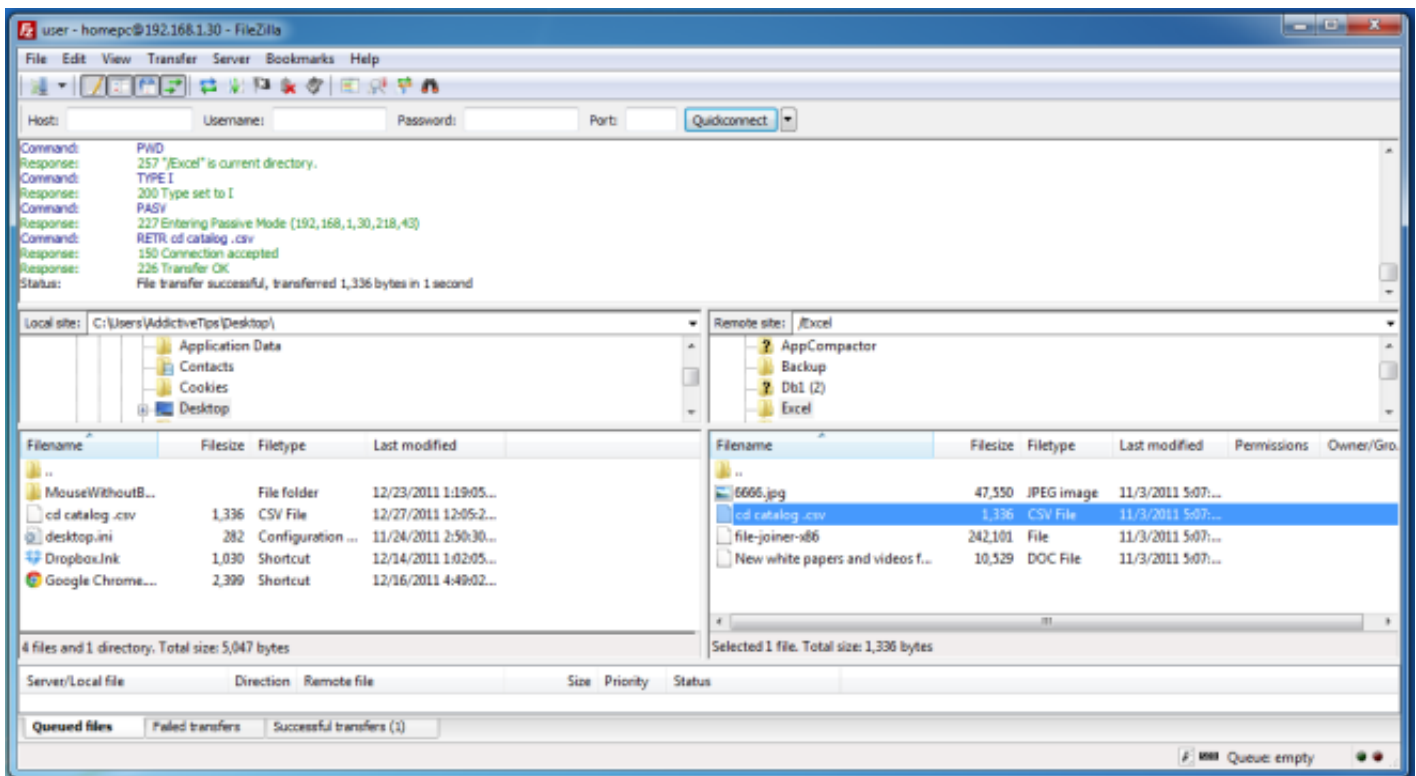 user - homepc@192.168.1.30 - FileZilla
File Edit View Transfer Server Bookmarks Help
Host: Username: Password: Port: Quickconnect
Command: PWD
Response: 257 "/Excel" is current directory.
Command: TYPE I
Response: 200 Type set to I
Command: PASV
Response: 227 Entering Passive Mode (192,168,1,30,218,43)
Command: RETR cd catalog .csv
Response: 150 Connection accepted
Response: 226 Transfer OK
Status: File transfer successful, transferred 1,336 bytes in 1 second
Local site: C:\Users\AddictiveTips\Desktop\
Application Data
Contacts
Cookies
Desktop
Remote site: /Excel
? AppCompactor
Backup
? Db1 (2)
Excel
Filename Filesize Filetype Last modified
..
MouseWithoutB... File folder 12/23/2011 1:19:05...
cd catalog .csv 1,336 CSV File 12/27/2011 12:05:2...
desktop.ini 282 Configuration ... 11/24/2011 2:50:30...
Dropbox.lnk 1,030 Shortcut 12/14/2011 1:02:05...
Google Chrome.... 2,399 Shortcut 12/16/2011 4:49:02...
4 files and 1 directory. Total size: 5,047 bytes
Filename Filesize Filetype Last modified Permissions Owner/Gro.
..
6666.jpg 47,550 JPEG image 11/3/2011 5:07:...
cd catalog .csv 1,336 CSV File 11/3/2011 5:07:...
file-joiner-x86 242,101 File 11/3/2011 5:07:...
New white papers and videos f... 10,529 DOC File 11/3/2011 5:07:...
Selected 1 file. Total size: 1,336 bytes
Server/Local file Direction Remote file Size Priority Status
Queued files Failed transfers Successful transfers (1)
Queue: empty